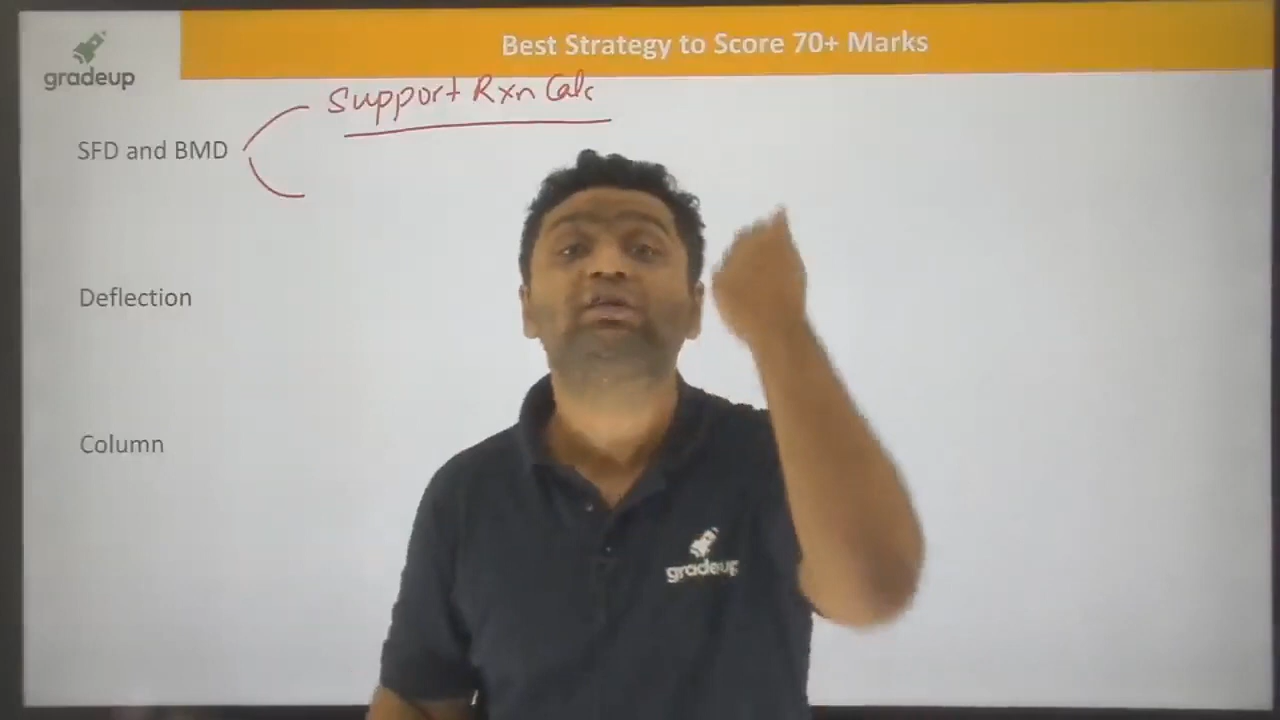 Best Strategy to Score 70+ Marks
gradeup
Support Rxn Calc
SFD and BMD
Deflection
Column
gradeup